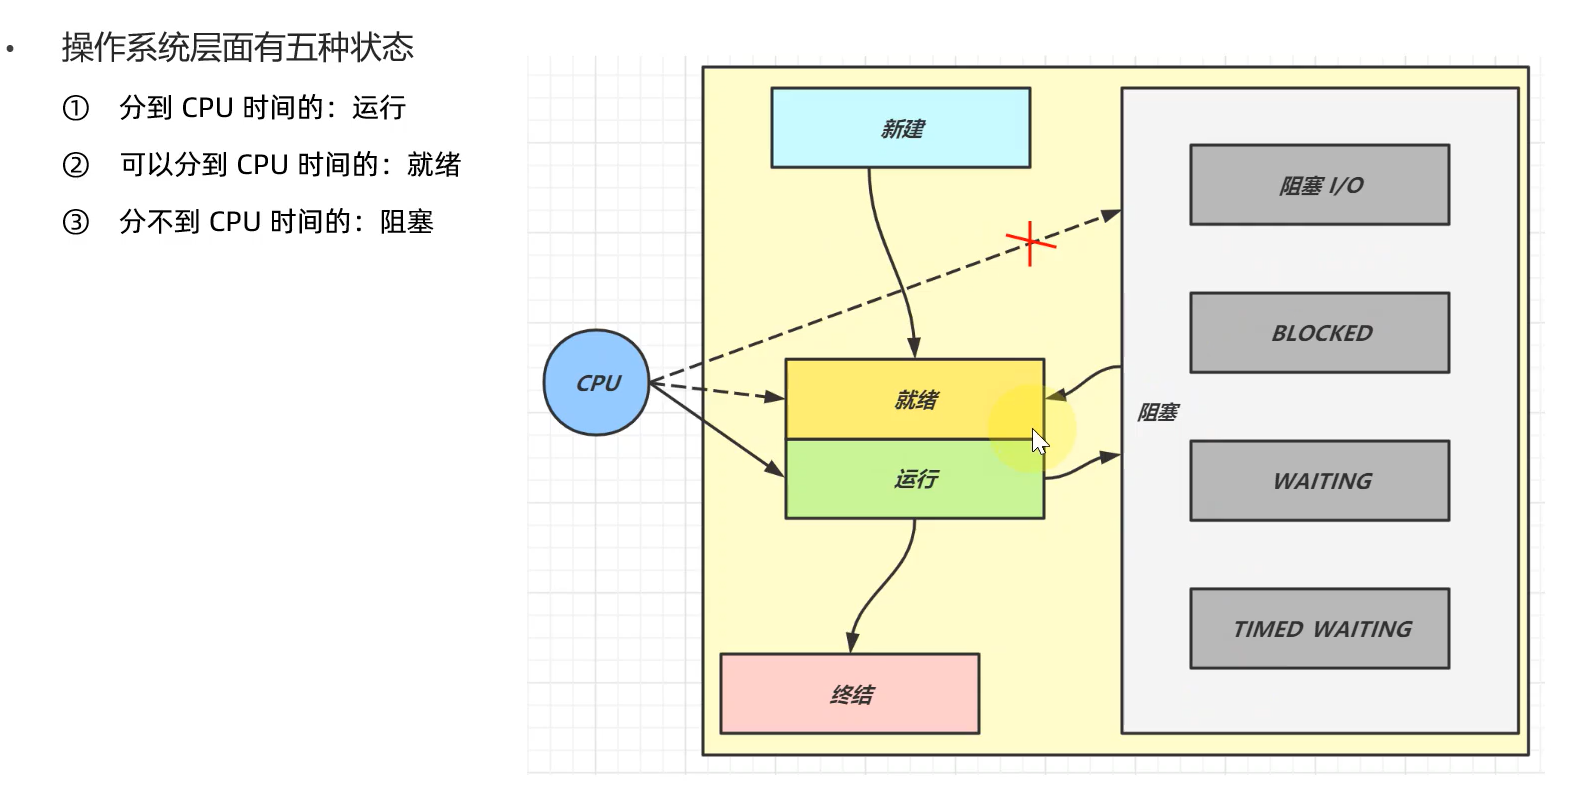 • 操作系统层面有五种状态
① 分到 CPU 时间的：运行
② 可以分到 CPU 时间的：就绪
③ 分不到 CPU 时间的：阻塞
新建
阻塞 I/O
BLOCKED
CPU
就绪
阻塞
运行
WAITING
TIMED WAITING
终结